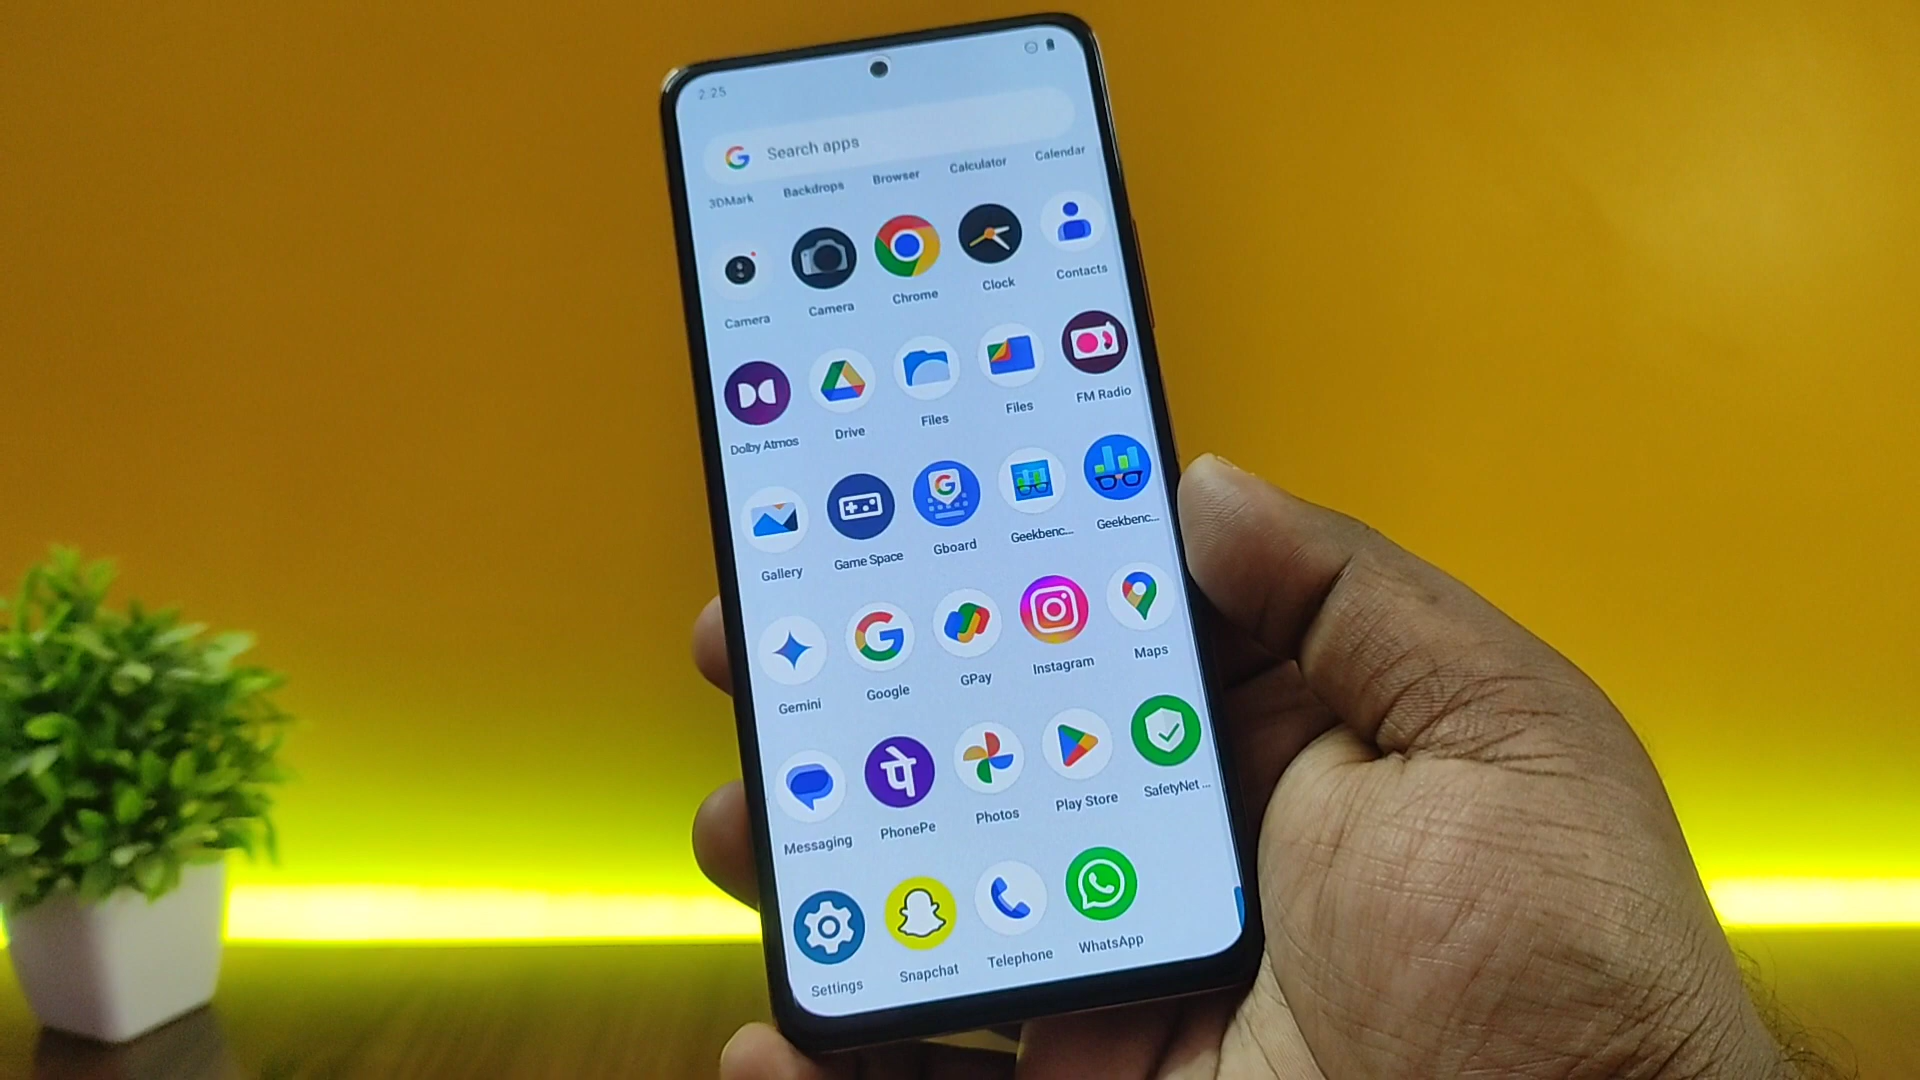 2:25
Search apps
3DMark Backdrops Browser Calculator Calendar
Camera Camera Chrome Clock Contacts
Dolby Atmos Drive Files Files FM Radio
Gallery Game Space Gboard Geekbenc... Geekbenc...
Gemini Google GPay Instagram Maps
पे
Messaging PhonePe Photos Play Store SafetyNet ...
Settings Snapchat Telephone WhatsApp